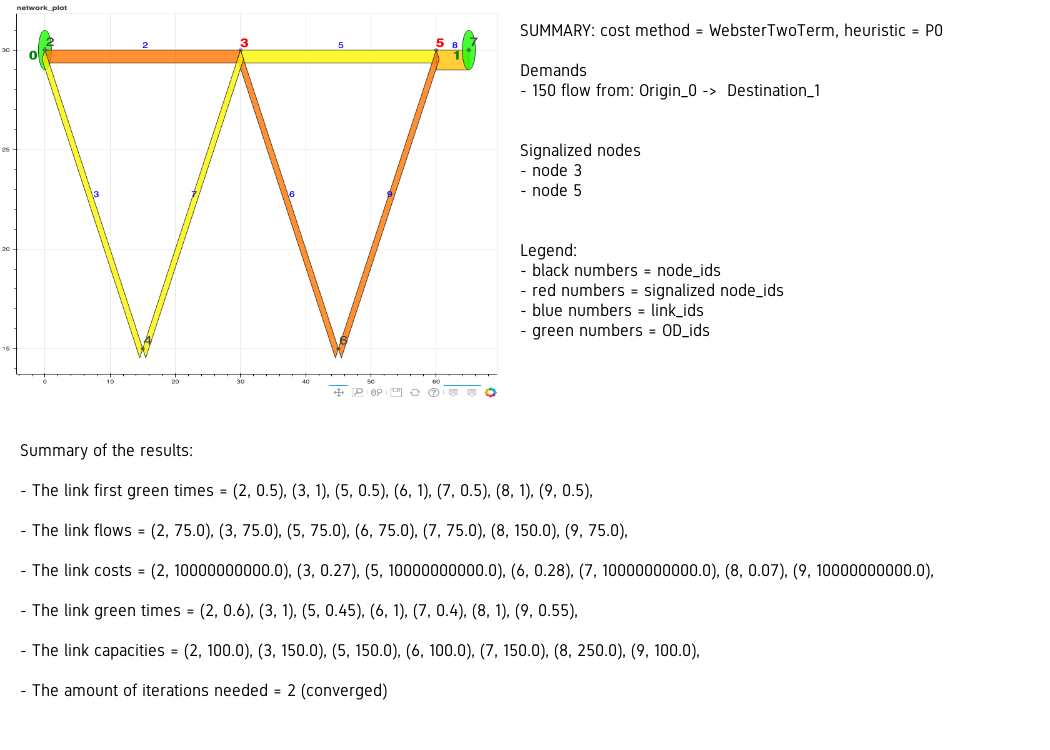 network_plot
30
25
20
15
0
10
20
30
40
50
60
0
2
2
3
5
5
8
1
7
3
7
6
9
4
6
SUMMARY: cost method = WebsterTwoTerm, heuristic = P0
Demands
- 150 flow from: Origin_0 -> Destination_1
Signalized nodes
- node 3
- node 5
Legend:
- black numbers = node_ids
- red numbers = signalized node_ids
- blue numbers = link_ids
- green numbers = OD_ids
Summary of the results:
- The link first green times = (2, 0.5), (3, 1), (5, 0.5), (6, 1), (7, 0.5), (8, 1), (9, 0.5),
- The link flows = (2, 75.0), (3, 75.0), (5, 75.0), (6, 75.0), (7, 75.0), (8, 150.0), (9, 75.0),
- The link costs = (2, 10000000000.0), (3, 0.27), (5, 10000000000.0), (6, 0.28), (7, 10000000000.0), (8, 0.07), (9, 10000000000.0),
- The link green times = (2, 0.6), (3, 1), (5, 0.45), (6, 1), (7, 0.4), (8, 1), (9, 0.55),
- The link capacities = (2, 100.0), (3, 150.0), (5, 150.0), (6, 100.0), (7, 150.0), (8, 250.0), (9, 100.0),
- The amount of iterations needed = 2 (converged)